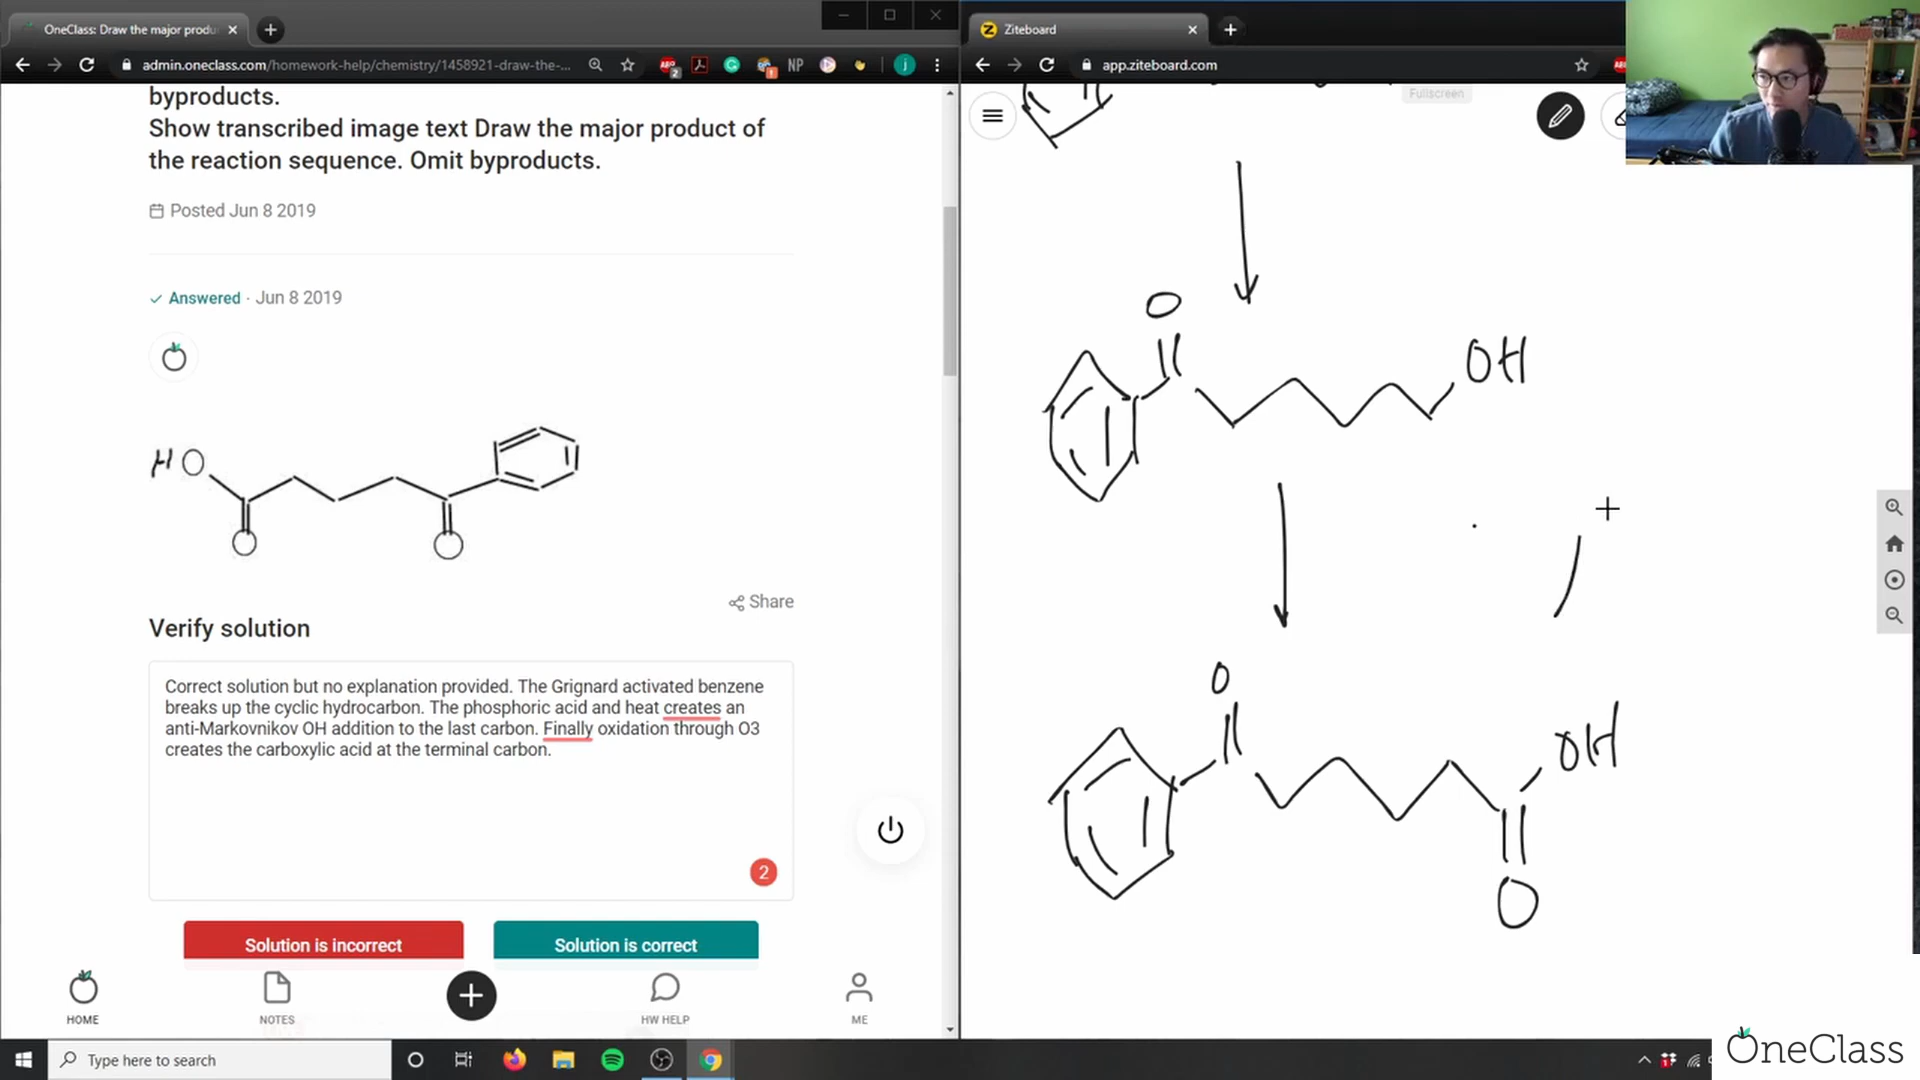 OneClass: Draw the major produ
Ziteboard
admin.oneclass.com/homework-help/chemistry/1458921-draw-the-...
2
!
NP
j
app.ziteboard.com
Fullscreen
byproducts.
Show transcribed image text Draw the major product of
the reaction sequence. Omit byproducts.
Posted Jun 8 2019
Answered · Jun 8 2019
HO
O
O
Share
Verify solution
Correct solution but no explanation provided. The Grignard activated benzene
breaks up the cyclic hydrocarbon. The phosphoric acid and heat creates an
anti-Markovnikov OH addition to the last carbon. Finally oxidation through O3
creates the carboxylic acid at the terminal carbon.
2
Solution is incorrect
Solution is correct
HOME
NOTES
HW HELP
ME
O
OH
O
OH
O
Type here to search
OneClass